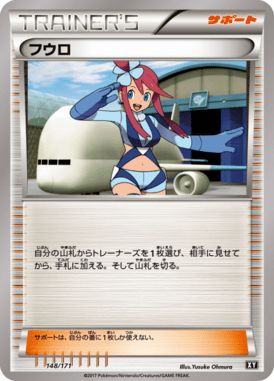 TRAINER'S
サポート
フウロ
自分の山札からトレーナーズを1枚選び、相手に見せて
から、手札に加える。そして山札を切る。
サポートは、自分の番に1枚しか使えない。
148/171
Illus.Yusuke Ohmura
XY
©2017 Pokémon/Nintendo/Creatures/GAME FREAK.